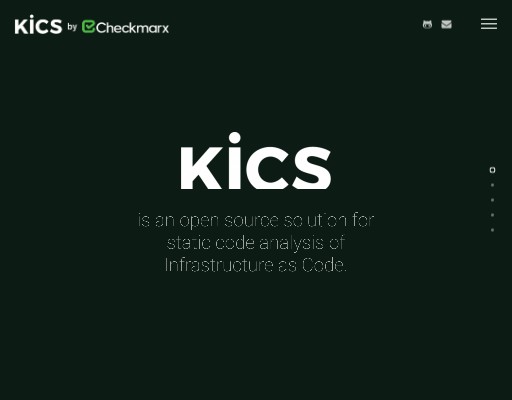 KiCS by Checkmarx
KiCS
is an open source solution for
static code analysis of
Infrastructure as Code.